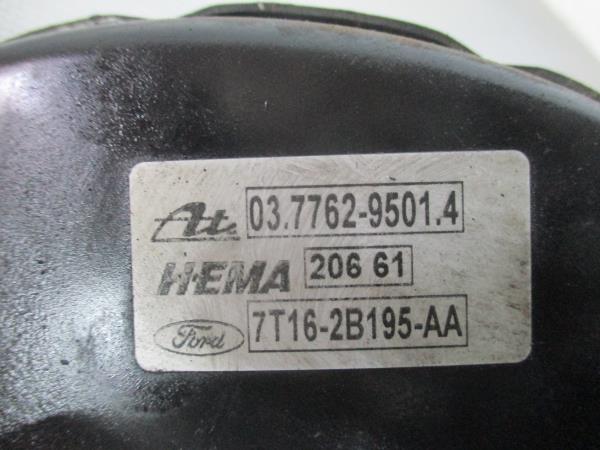 Ate 03.7762-9501.4
HEMA 206 61
Ford 7T16-2B195-AA